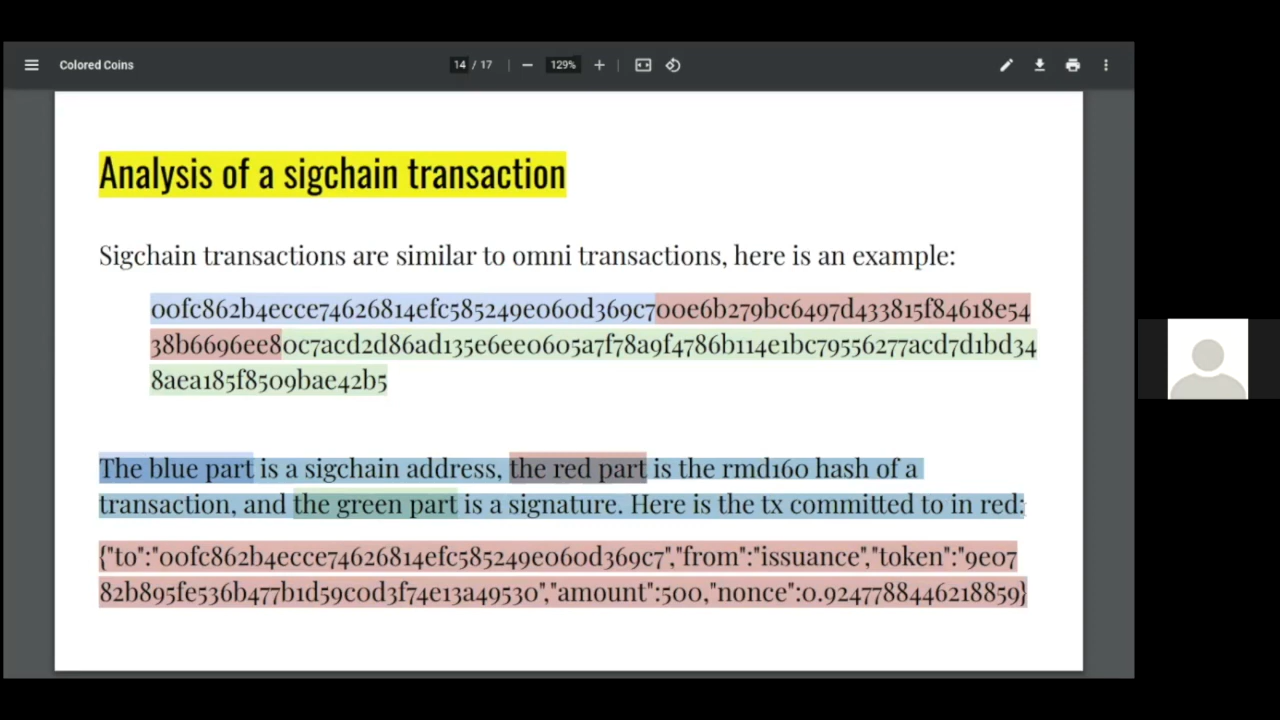 Colored Coins
14 / 17
129%
Analysis of a sigchain transaction
Sigchain transactions are similar to omni transactions, here is an example:
00fc862b4ecce74626814efc585249e060d369c700e6b279bc6497d433815f84618e54
38b6696ee80c7acd2d86ad135e6ee0605a7f78a9f4786b114e1bc79556277acd7d1bd34
8aea185f8509bae42b5
The blue part is a sigchain address, the red part is the rmd160 hash of a
transaction, and the green part is a signature. Here is the tx committed to in red:
{"to":"00fc862b4ecce74626814efc585249e060d369c7","from":"issuance","token":"9e07
82b895fe536b477b1d59c0d3f74e13a49530","amount":500,"nonce":0.9247788446218859}